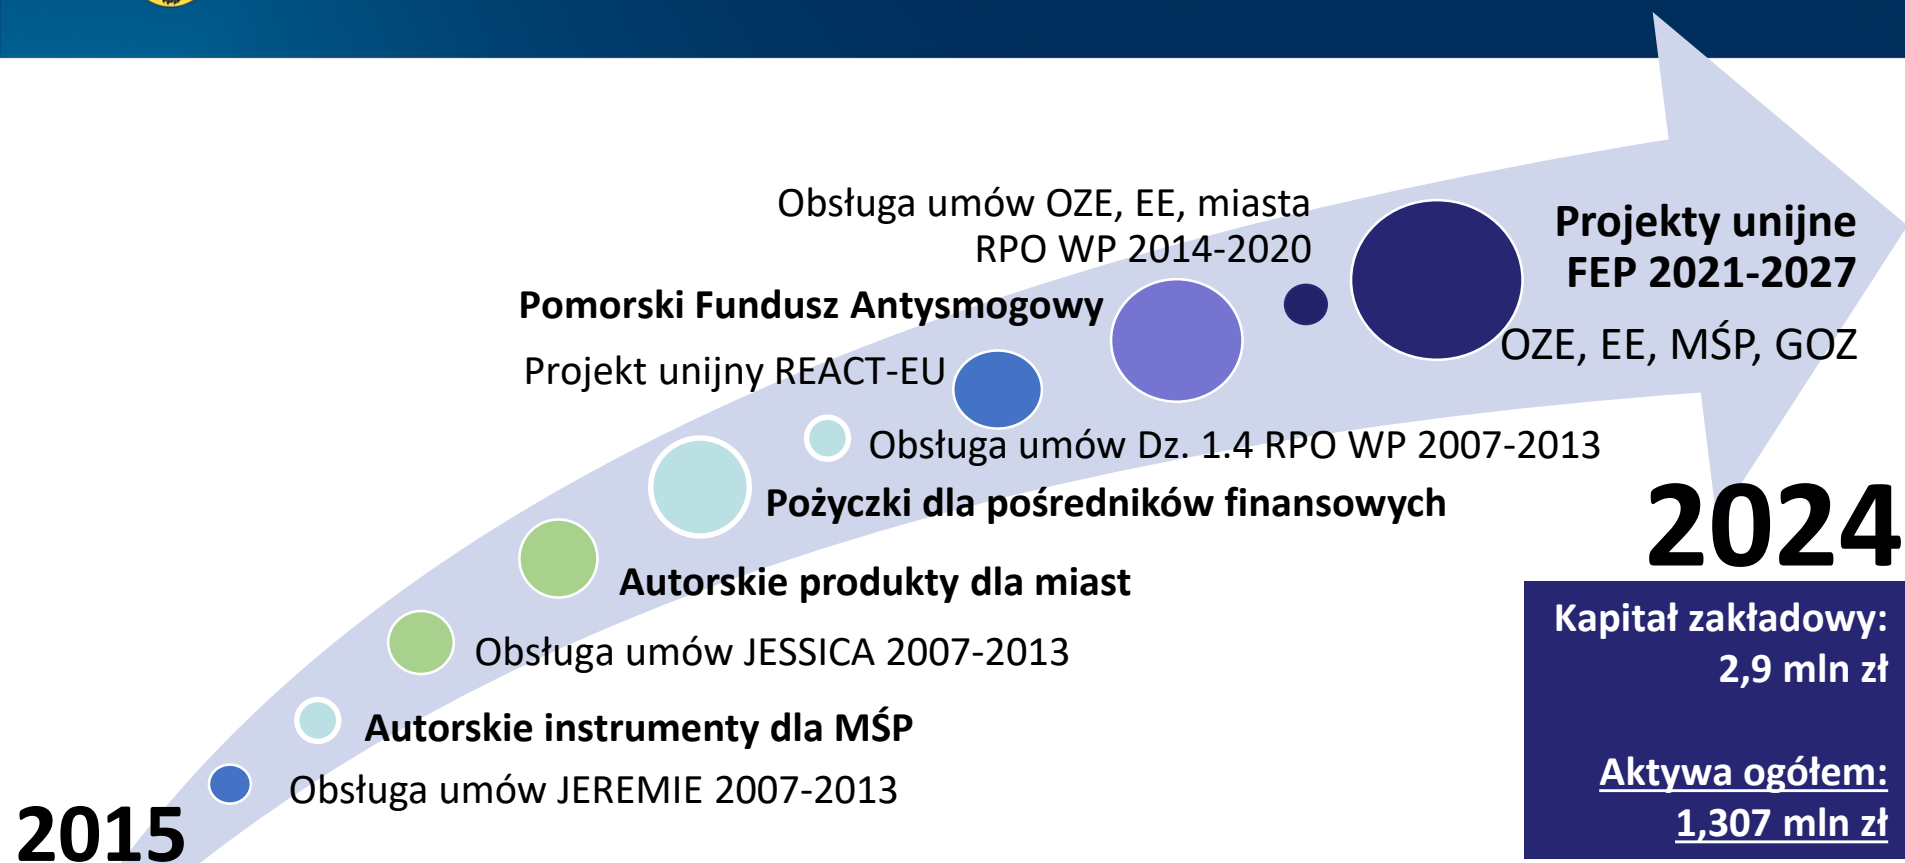 Obsługa umów OZE, EE, miasta
RPO WP 2014-2020
Projekty unijne
FEP 2021-2027
OZE, EE, MŚP, GOZ
Pomorski Fundusz Antysmogowy
Projekt unijny REACT-EU
Obsługa umów Dz. 1.4 RPO WP 2007-2013
Pożyczki dla pośredników finansowych
Autorskie produkty dla miast
Obsługa umów JESSICA 2007-2013
Autorskie instrumenty dla MŚP
Obsługa umów JEREMIE 2007-2013
2015
2024
Kapitał zakładowy:
2,9 mln zł
Aktywa ogółem:
1,307 mln zł